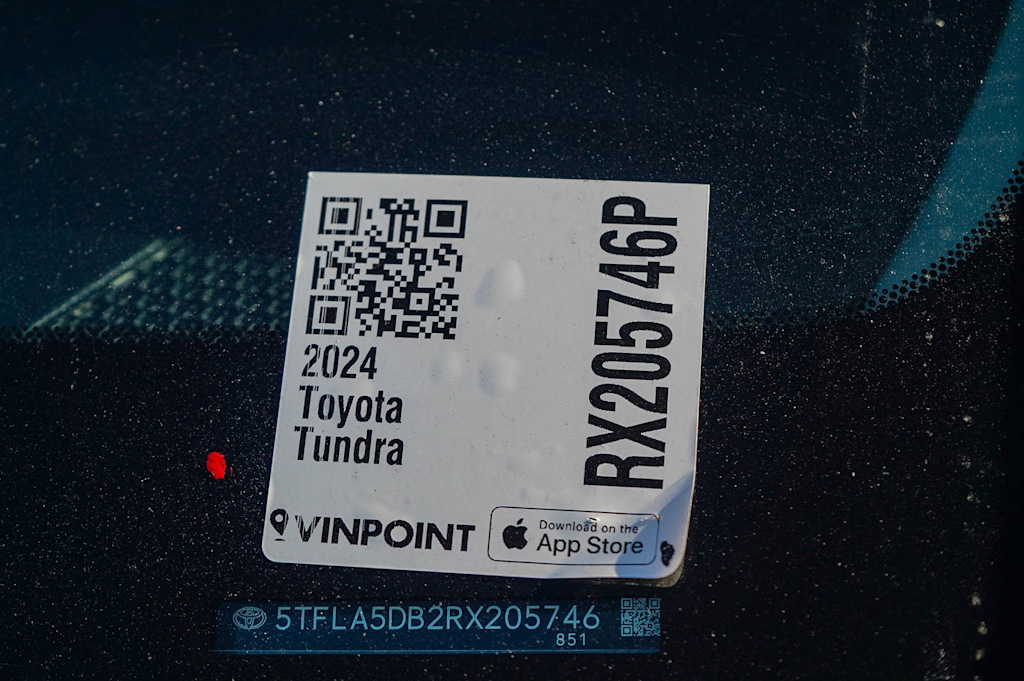 2024
Toyota
Tundra
RX205746P
VINPOINT
Download on the
App Store
5TFLA5DB2RX205746
851